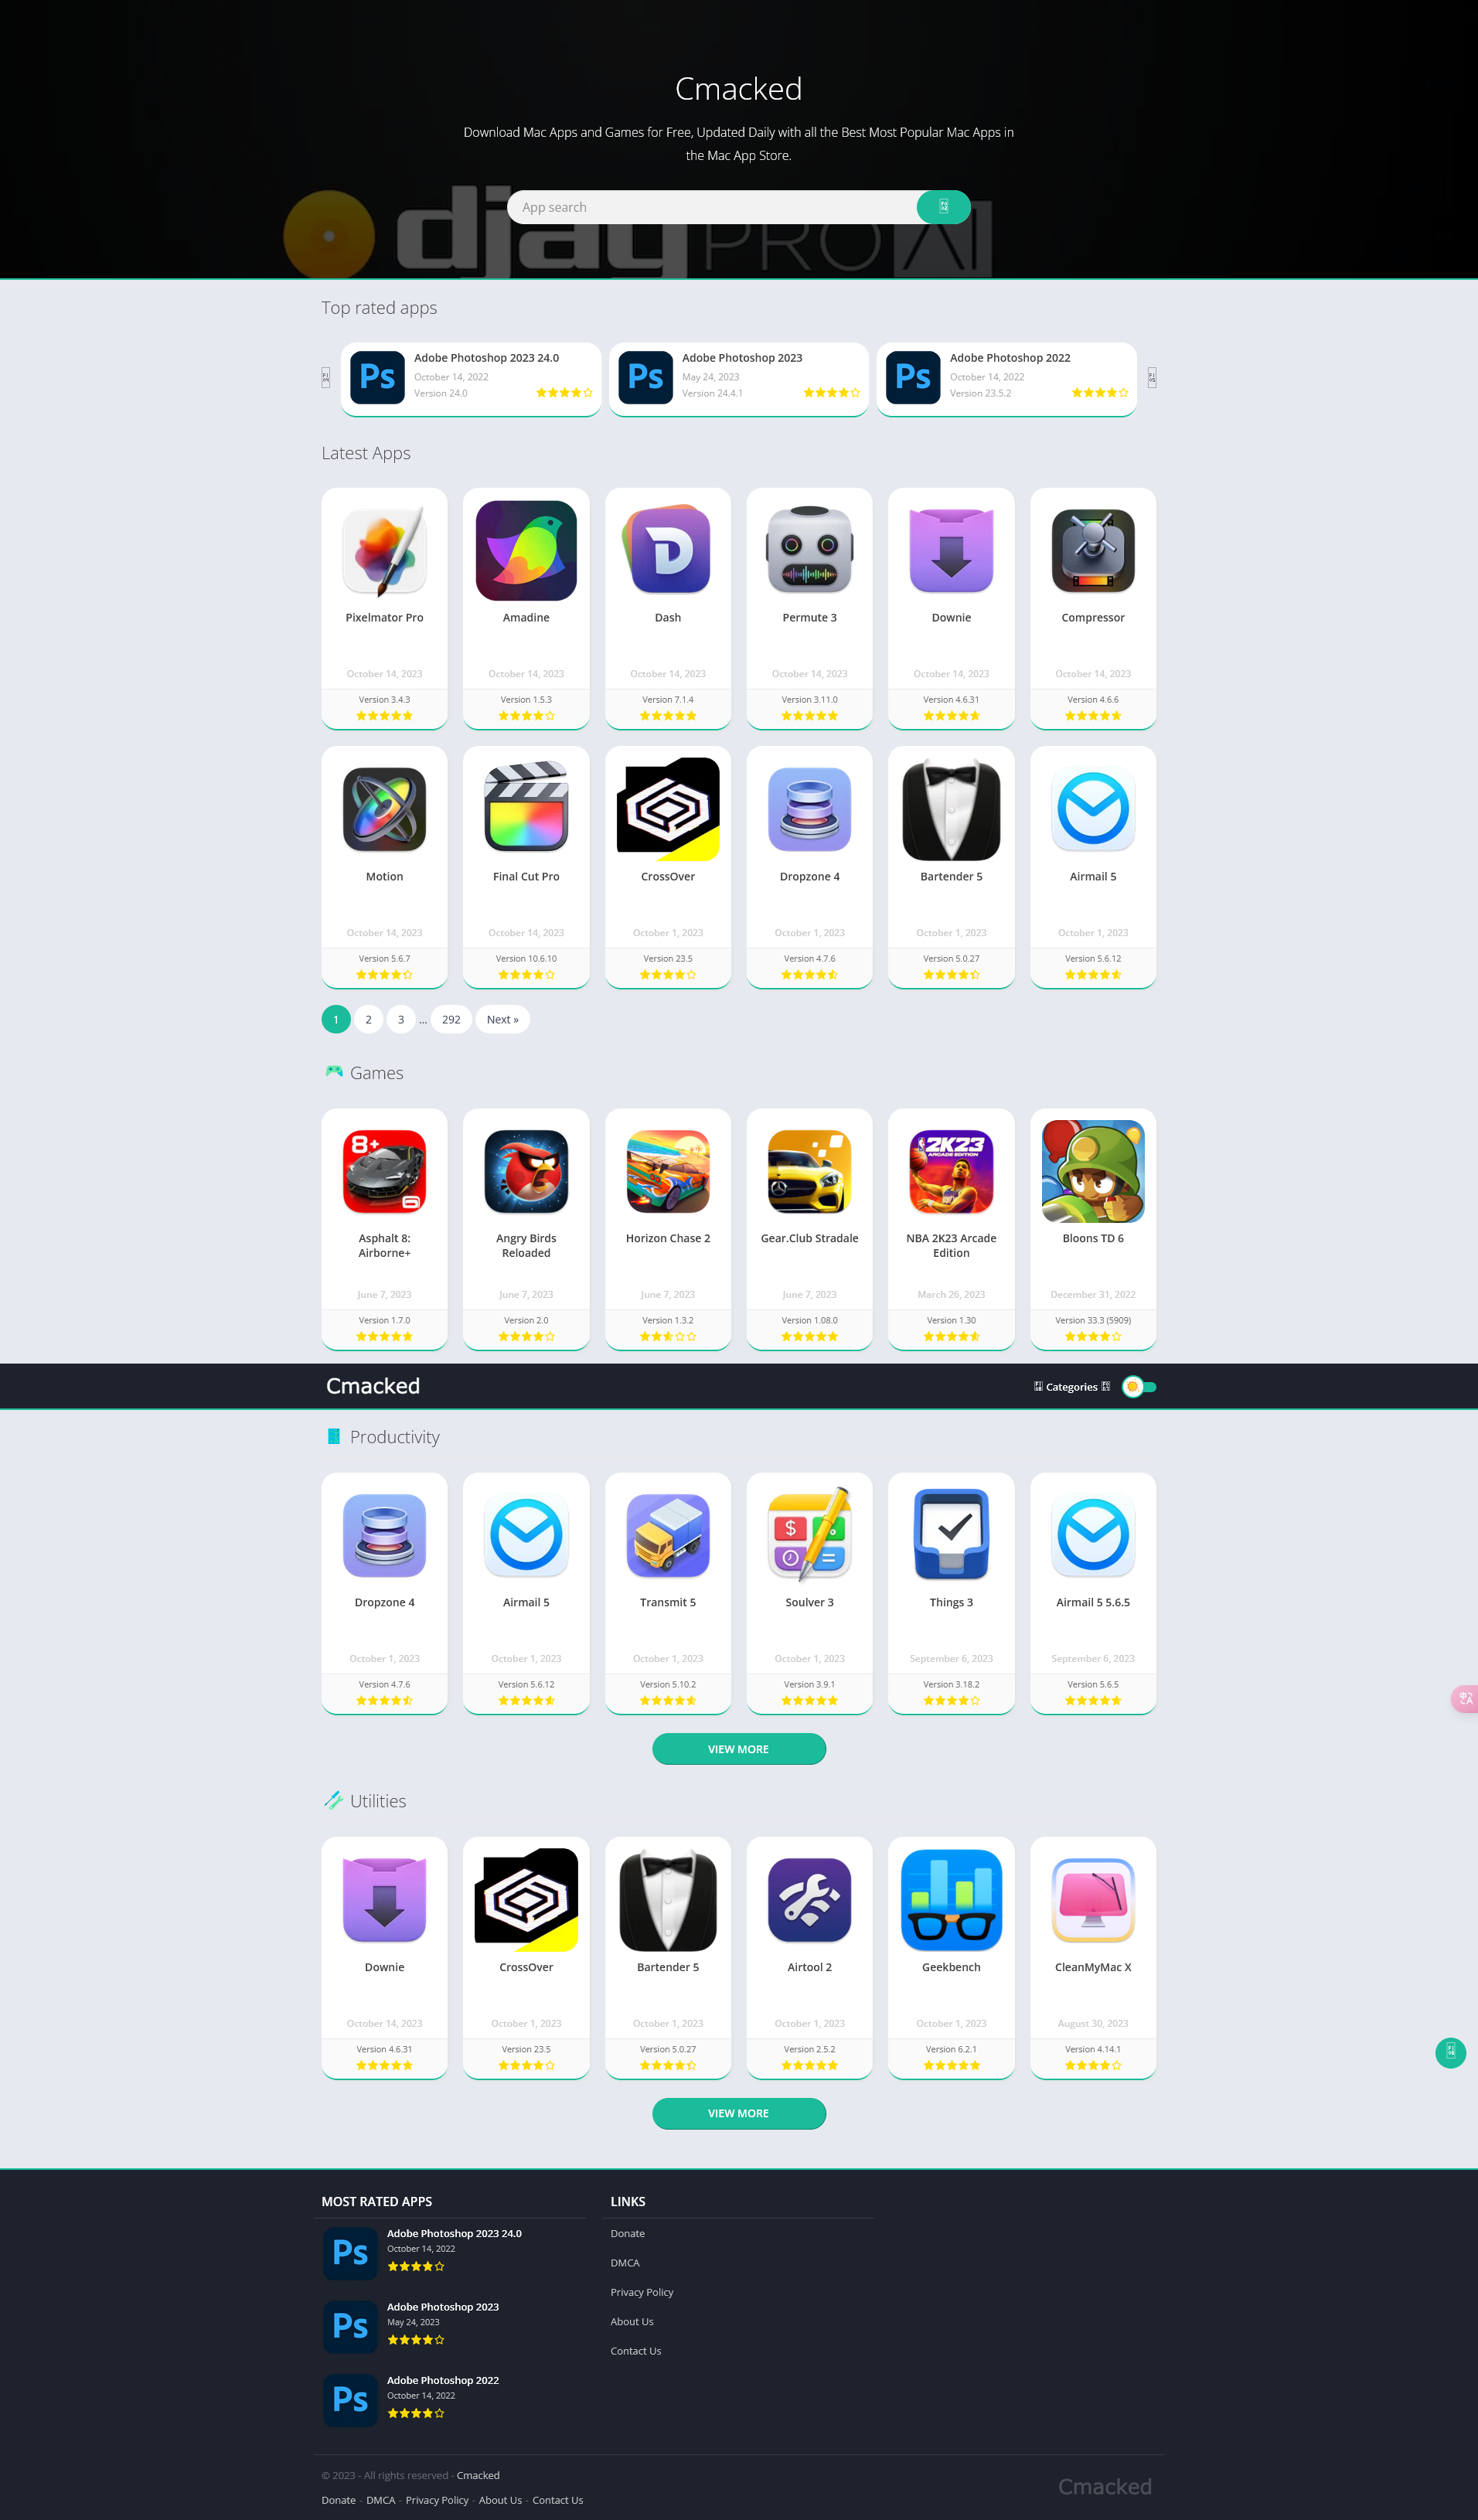 Cmacked
Download Mac Apps and Games for Free, Updated Daily with all the Best Most Popular Mac Apps in
the Mac App Store.
App search
djay PRO AI
Top rated apps
Adobe Photoshop 2023 24.0
October 14, 2022
Version 24.0
Adobe Photoshop 2023
May 24, 2023
Version 24.4.1
Adobe Photoshop 2022
October 14, 2022
Version 23.5.2
Ps
Ps
Ps
Latest Apps
Pixelmator Pro
October 14, 2023
Version 3.4.3
Amadine
October 14, 2023
Version 1.5.3
Dash
October 14, 2023
Version 7.1.4
Permute 3
October 14, 2023
Version 3.11.0
Downie
October 14, 2023
Version 4.6.31
Compressor
October 14, 2023
Version 4.6.6
Motion
October 14, 2023
Version 5.6.7
Final Cut Pro
October 14, 2023
Version 10.6.10
CrossOver
October 1, 2023
Version 23.5
Dropzone 4
October 1, 2023
Version 4.7.6
Bartender 5
October 1, 2023
Version 5.0.27
Airmail 5
October 1, 2023
Version 5.6.12
1 2 3 ... 292 Next »
Games
8+
Asphalt 8:
Airborne+
June 7, 2023
Version 1.7.0
Angry Birds
Reloaded
June 7, 2023
Version 2.0
Horizon Chase 2
June 7, 2023
Version 1.3.2
Gear.Club Stradale
June 7, 2023
Version 1.08.0
2K23
ARCADE EDITION
NBA 2K23 Arcade
Edition
March 26, 2023
Version 1.30
Bloons TD 6
December 31, 2022
Version 33.3 (5909)
Cmacked
Categories
Productivity
Dropzone 4
October 1, 2023
Version 4.7.6
Airmail 5
October 1, 2023
Version 5.6.12
Transmit 5
October 1, 2023
Version 5.10.2
Soulver 3
October 1, 2023
Version 3.9.1
Things 3
September 6, 2023
Version 3.18.2
Airmail 5 5.6.5
September 6, 2023
Version 5.6.5
VIEW MORE
Utilities
Downie
October 14, 2023
Version 4.6.31
CrossOver
October 1, 2023
Version 23.5
Bartender 5
October 1, 2023
Version 5.0.27
Airtool 2
October 1, 2023
Version 2.5.2
Geekbench
October 1, 2023
Version 6.2.1
CleanMyMac X
August 30, 2023
Version 4.14.1
VIEW MORE
MOST RATED APPS
Ps
Adobe Photoshop 2023 24.0
October 14, 2022
Ps
Adobe Photoshop 2023
May 24, 2023
Ps
Adobe Photoshop 2022
October 14, 2022
LINKS
Donate
DMCA
Privacy Policy
About Us
Contact Us
© 2023 - All rights reserved - Cmacked
Donate - DMCA - Privacy Policy - About Us - Contact Us
Cmacked